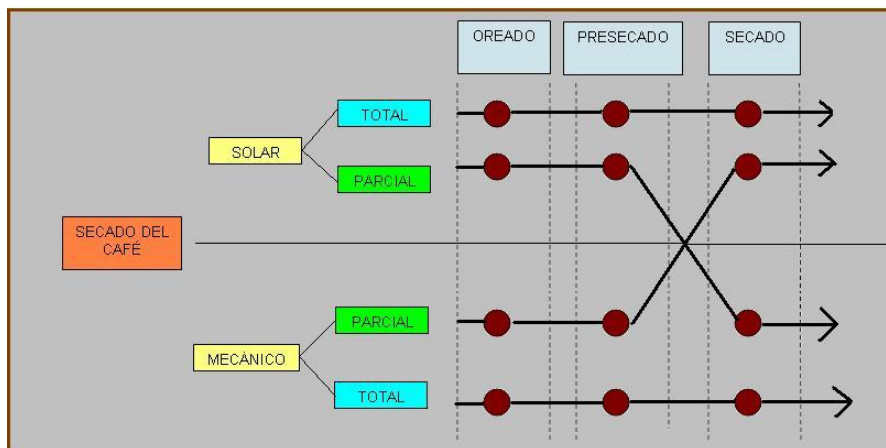 OREADO
PRESECADO
SECADO
TOTAL
SOLAR
PARCIAL
SECADO DEL
CAFÉ
PARCIAL
MECÁNICO
TOTAL